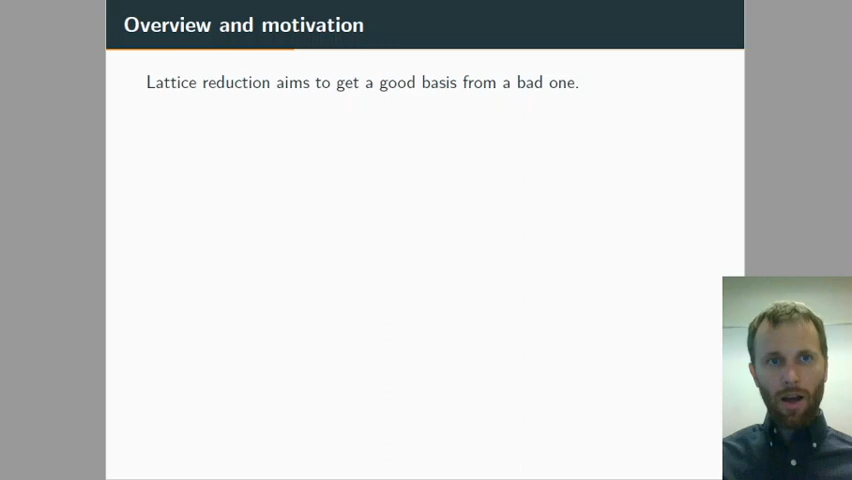 Overview and motivation
Lattice reduction aims to get a good basis from a bad one.